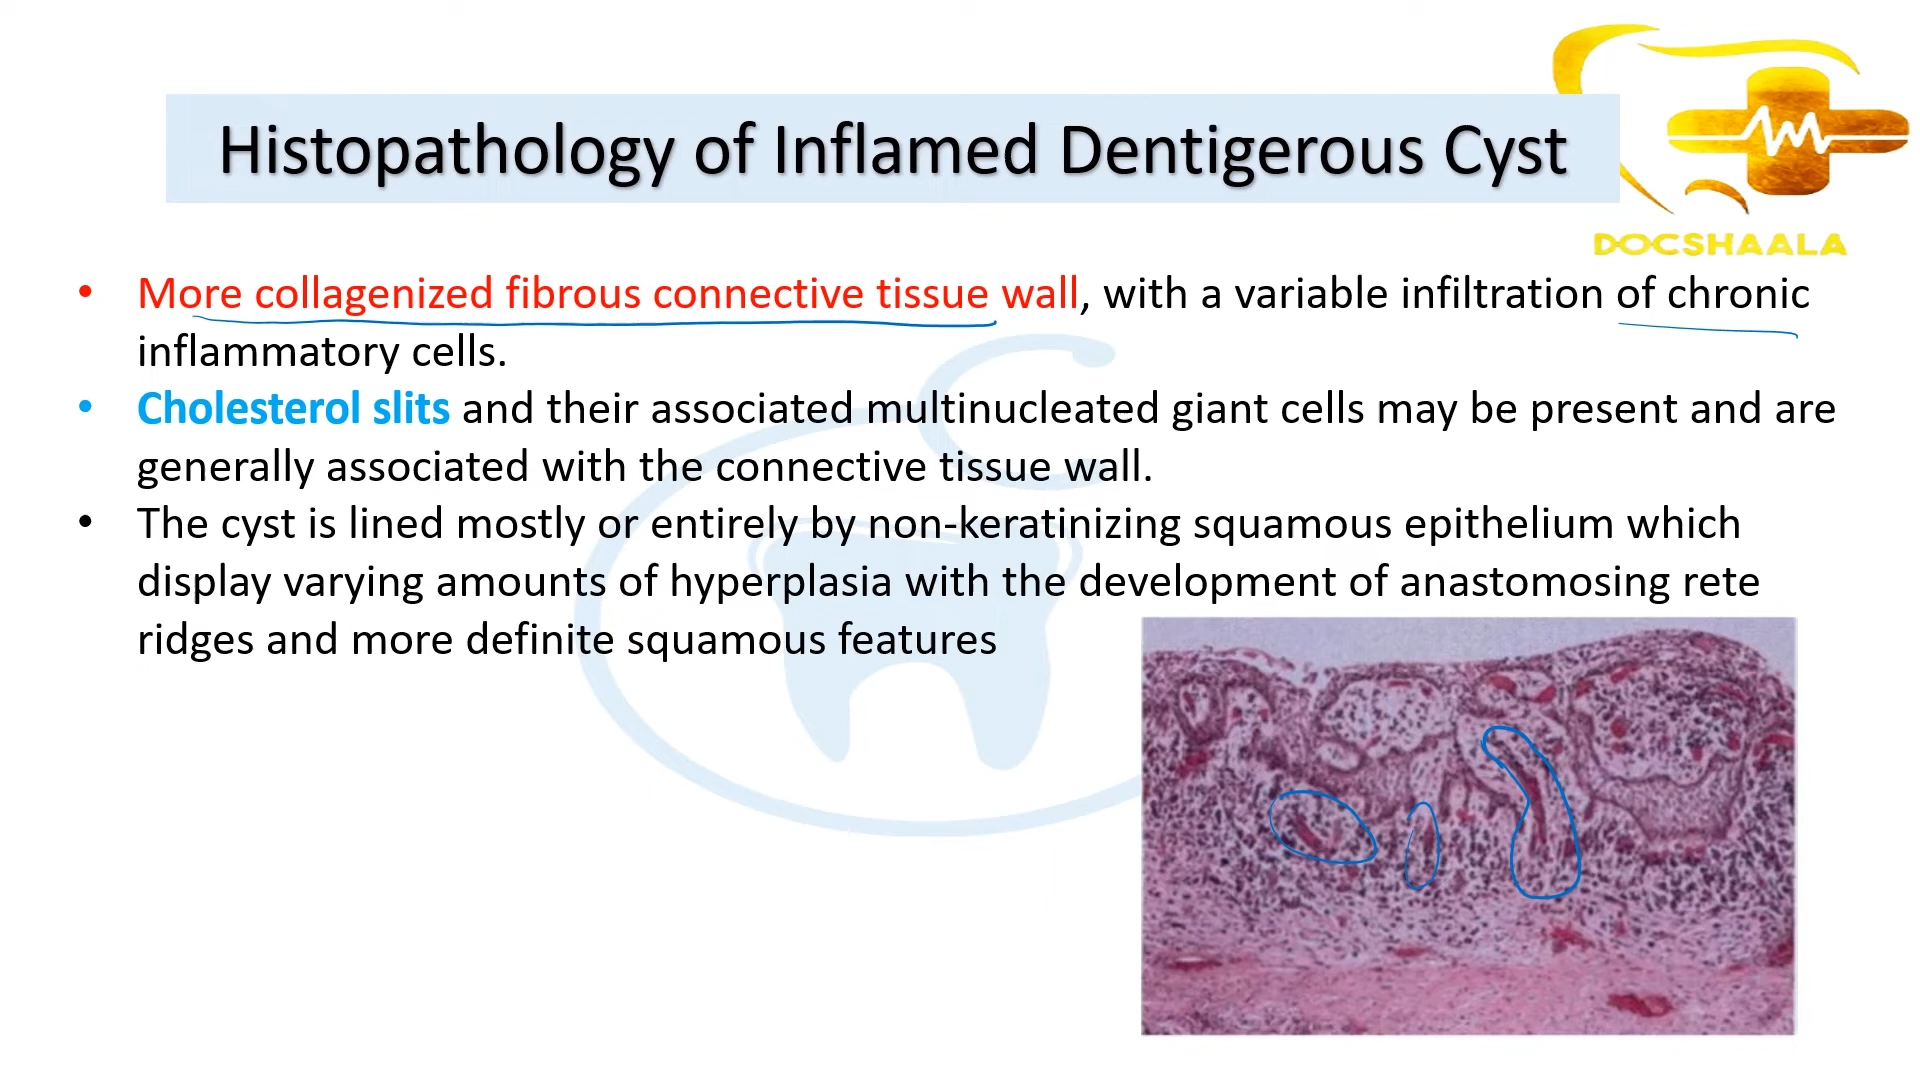 Histopathology of Inflamed Dentigerous Cyst
DOCSHAALA
• More collagenized fibrous connective tissue wall, with a variable infiltration of chronic
inflammatory cells.
• Cholesterol slits and their associated multinucleated giant cells may be present and are
generally associated with the connective tissue wall.
• The cyst is lined mostly or entirely by non-keratinizing squamous epithelium which
display varying amounts of hyperplasia with the development of anastomosing rete
ridges and more definite squamous features